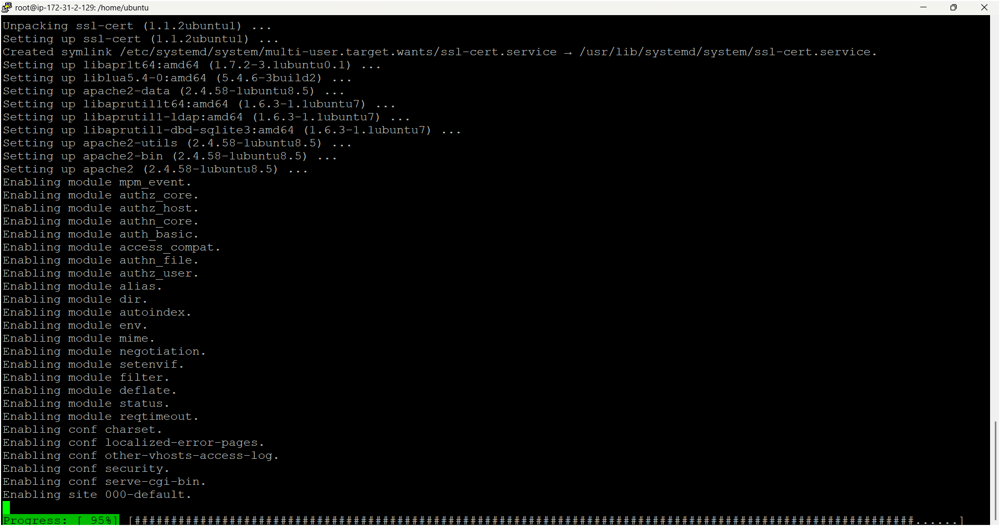 root@ip-172-31-2-129: /home/ubuntu
Unpacking ssl-cert (1.1.2ubuntu1) ...
Setting up ssl-cert (1.1.2ubuntu1) ...
Created symlink /etc/systemd/system/multi-user.target.wants/ssl-cert.service → /usr/lib/systemd/system/ssl-cert.service.
Setting up libapr1t64:amd64 (1.7.2-3.1ubuntu0.1) ...
Setting up liblua5.4-0:amd64 (5.4.6-3build2) ...
Setting up apache2-data (2.4.58-1ubuntu8.5) ...
Setting up libaprutil1t64:amd64 (1.6.3-1.1ubuntu7) ...
Setting up libaprutil1-ldap:amd64 (1.6.3-1.1ubuntu7) ...
Setting up libaprutil1-dbd-sqlite3:amd64 (1.6.3-1.1ubuntu7) ...
Setting up apache2-utils (2.4.58-1ubuntu8.5) ...
Setting up apache2-bin (2.4.58-1ubuntu8.5) ...
Setting up apache2 (2.4.58-1ubuntu8.5) ...
Enabling module mpm_event.
Enabling module authz_core.
Enabling module authz_host.
Enabling module authn_core.
Enabling module auth_basic.
Enabling module access_compat.
Enabling module authn_file.
Enabling module authz_user.
Enabling module alias.
Enabling module dir.
Enabling module autoindex.
Enabling module env.
Enabling module mime.
Enabling module negotiation.
Enabling module setenvif.
Enabling module filter.
Enabling module deflate.
Enabling module status.
Enabling module reqtimeout.
Enabling conf charset.
Enabling conf localized-error-pages.
Enabling conf other-vhosts-access-log.
Enabling conf security.
Enabling conf serve-cgi-bin.
Enabling site 000-default.
Progress: [ 95%] [###########################################################################################################......]